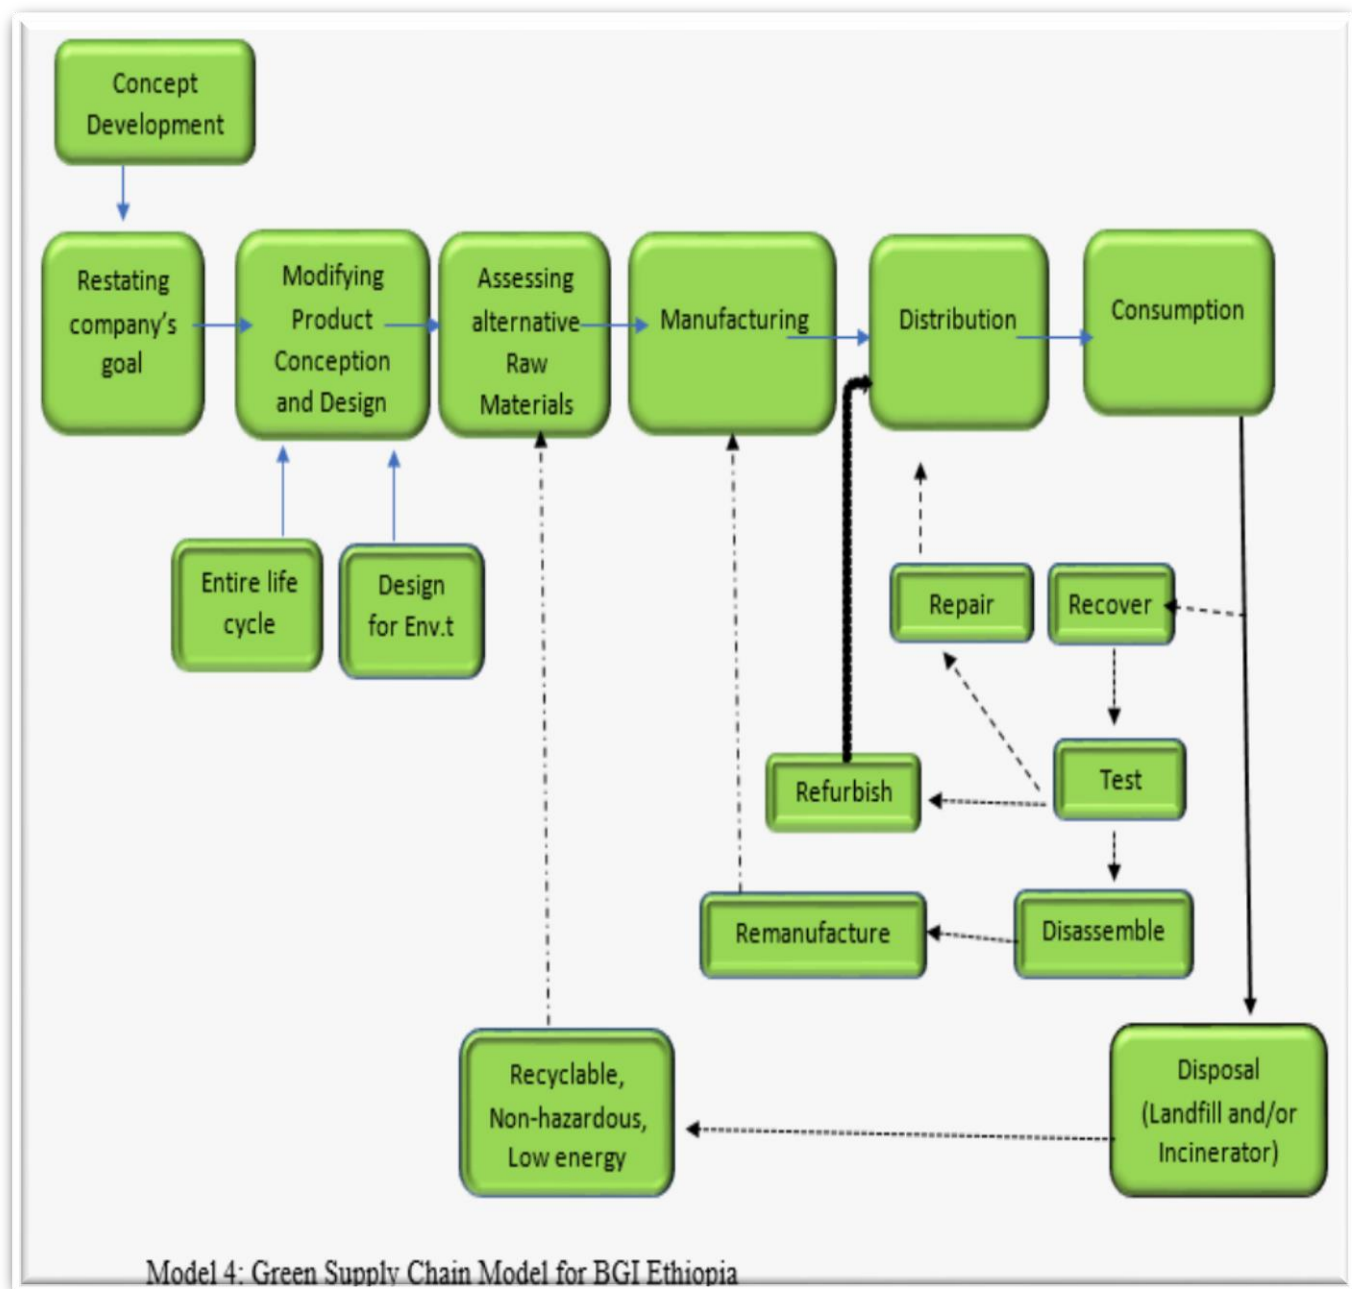 Concept
Development
Restating
company's
goal
Modifying
Product
Conception
and Design
Assessing
alternative
Raw
Materials
Manufacturing
Distribution
Consumption
Entire life
cycle
Design
for Env.t
Repair
Recover
Refurbish
Test
Remanufacture
Disassemble
Recyclable,
Non-hazardous,
Low energy
Disposal
(Landfill and/or
Incinerator)
Model 4: Green Supply Chain Model for BGI Ethiopia